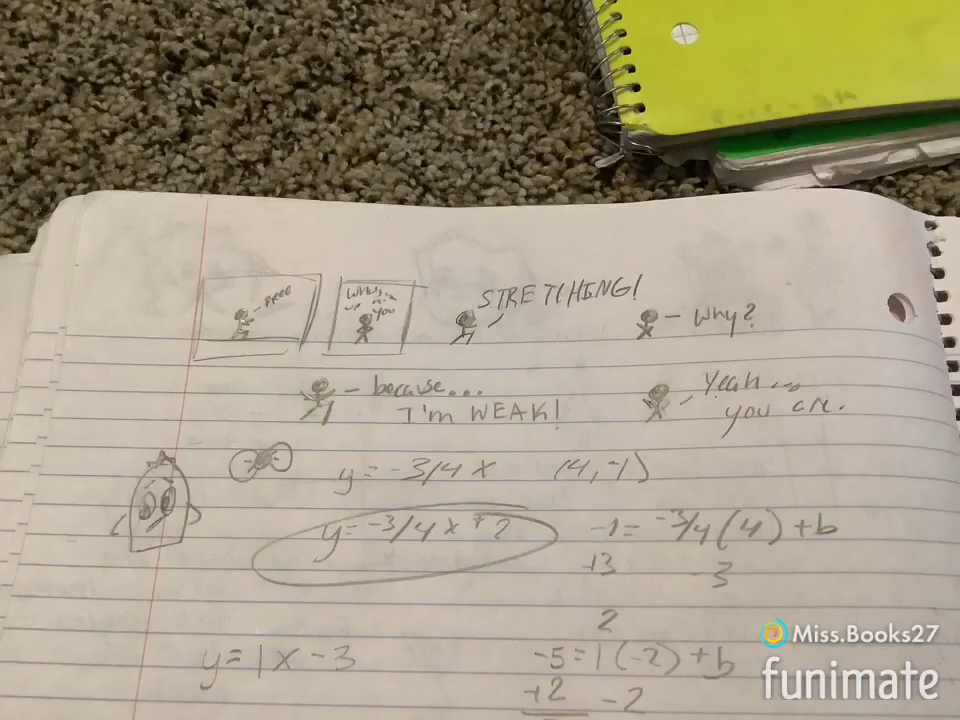 FREE
you
STRETCHING!
Why?
because...
I'm WEAK!
Yeah...
you are.
y = -3/4 x (4, -1)
y = -3/4 x + 2
-1 = -3/4 (4) + b
+3 -3
2
y = 1x - 3
-5 = 1(-2) + b
+2 -2
Miss.Books27
funimate